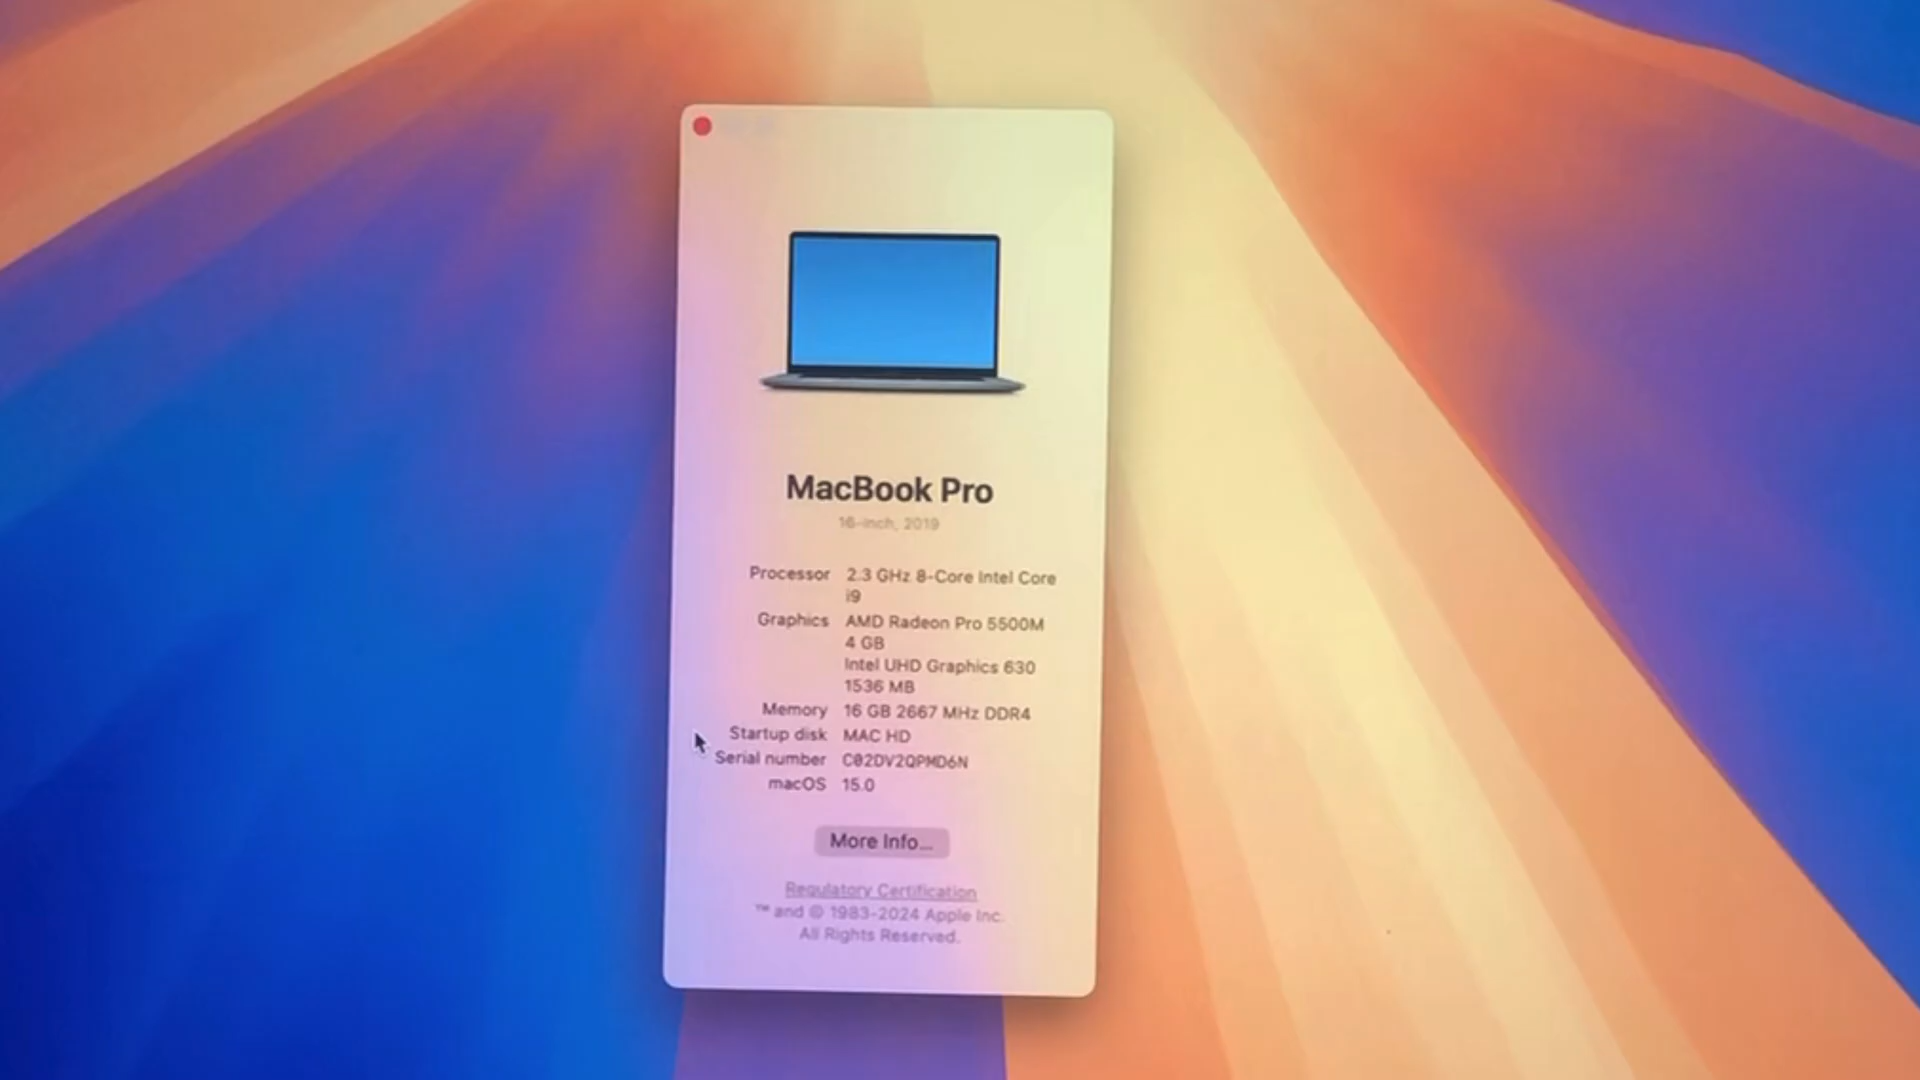 MacBook Pro
16-inch, 2019
Processor 2.3 GHz 8-Core Intel Core
i9
Graphics AMD Radeon Pro 5500M
4 GB
Intel UHD Graphics 630
1536 MB
Memory 16 GB 2667 MHz DDR4
Startup disk MAC HD
Serial number C02DV2QPMD6N
macOS 15.0
More Info...
Regulatory Certification
™ and © 1983-2024 Apple Inc.
All Rights Reserved.